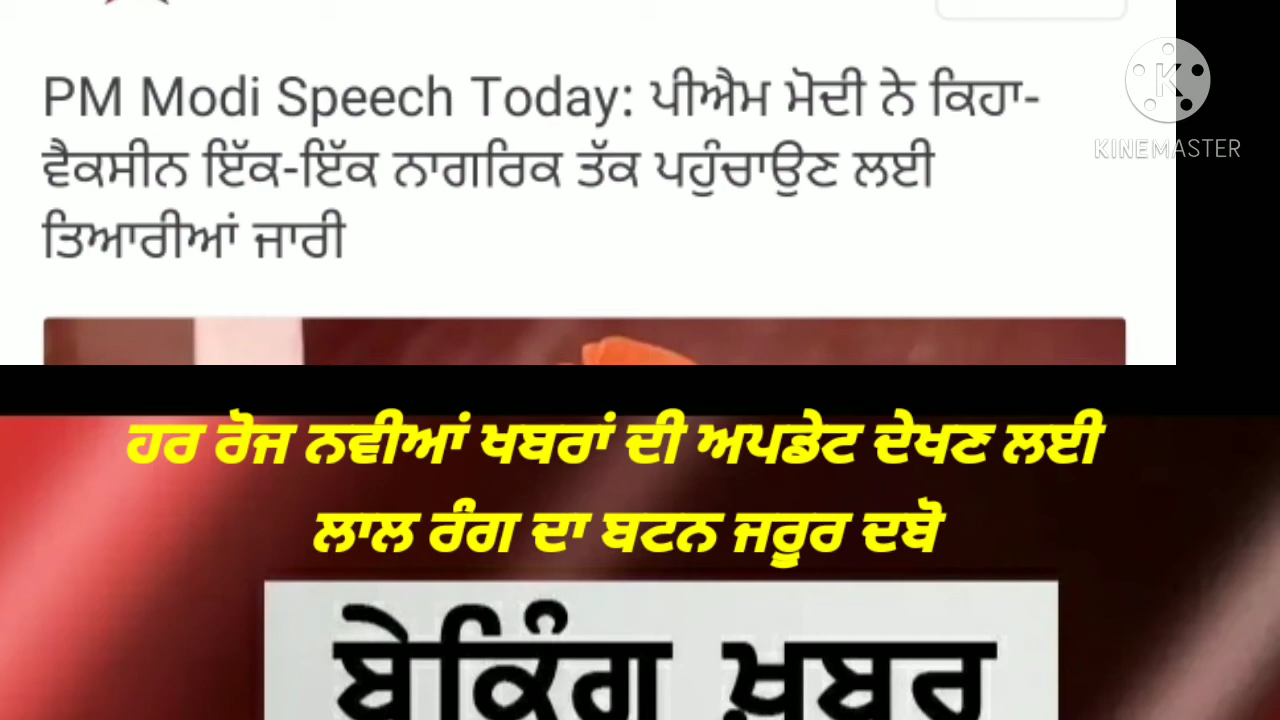 PM Modi Speech Today: ਪੀਐਮ ਮੋਦੀ ਨੇ ਕਿਹਾ-
ਵੈਕਸੀਨ ਇੱਕ-ਇੱਕ ਨਾਗਰਿਕ ਤੱਕ ਪਹੁੰਚਾਉਣ ਲਈ
ਤਿਆਰੀਆਂ ਜਾਰੀ
KINEMASTER
ਹਰ ਰੋਜ ਨਵੀਆਂ ਖਬਰਾਂ ਦੀ ਅਪਡੇਟ ਦੇਖਣ ਲਈ
ਲਾਲ ਰੰਗ ਦਾ ਬਟਨ ਜਰੂਰ ਦਬੋ
ਬ੍ਰੇਕਿੰਗ ਖ਼ਬਰ